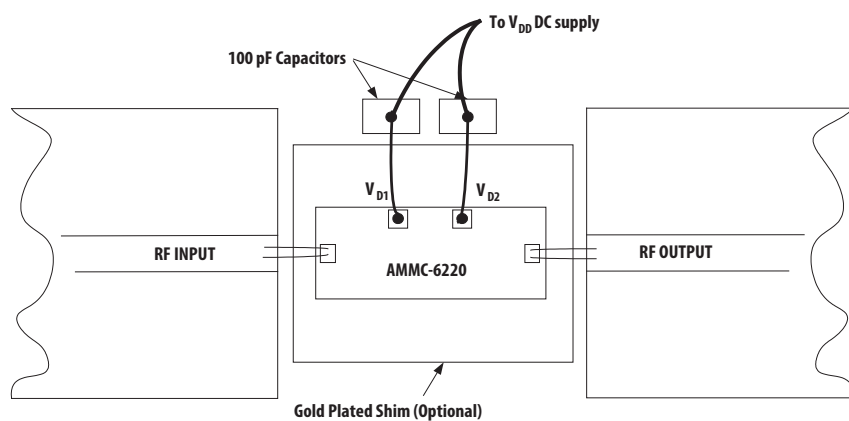 To V_DD DC supply
100 pF Capacitors
V_D1
V_D2
RF INPUT
RF OUTPUT
AMMC-6220
Gold Plated Shim (Optional)